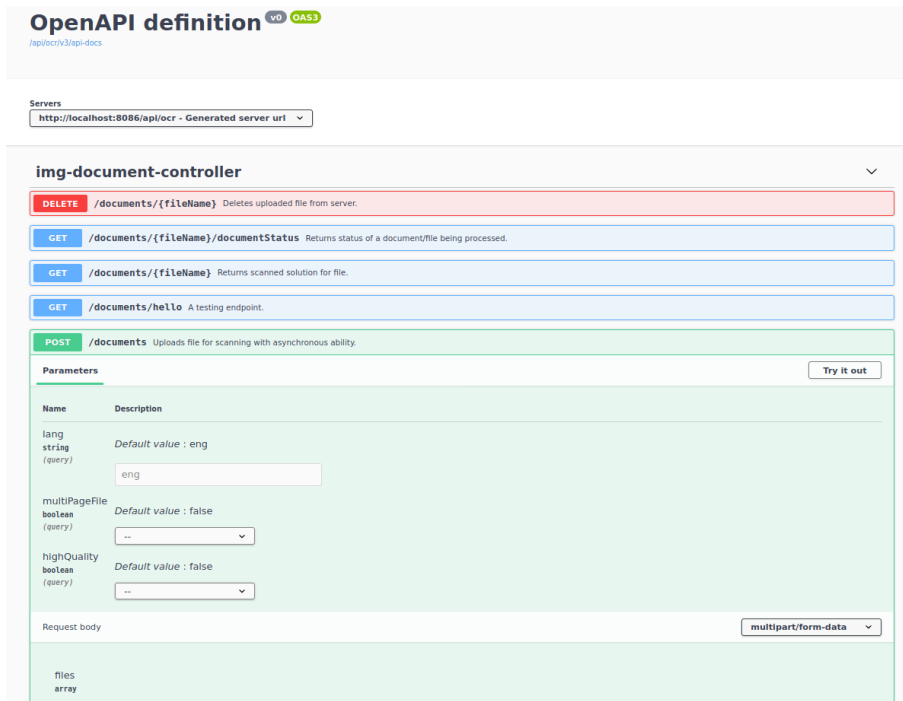 OpenAPI definition v0 OAS3
/api/ocr/v3/api-docs
Servers
http://localhost:8086/api/ocr - Generated server url
img-document-controller
DELETE /documents/{fileName} Deletes uploaded file from server.
GET /documents/{fileName}/documentStatus Returns status of a document/file being processed.
GET /documents/{fileName} Returns scanned solution for file.
GET /documents/hello A testing endpoint.
POST /documents Uploads file for scanning with asynchronous ability.
Parameters Try it out
Name Description
lang
string
(query)
Default value : eng
eng
multiPageFile
boolean
(query)
Default value : false
--
highQuality
boolean
(query)
Default value : false
--
Request body multipart/form-data
files
array